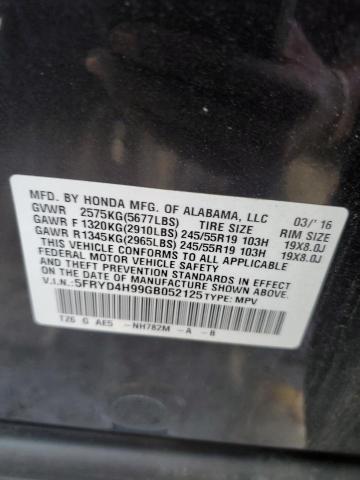 MFD. BY HONDA MFG. OF ALABAMA, LLC 03/'16
GVWR 2575KG(5677LBS) TIRE SIZE RIM SIZE
GAWR F 1320KG(2910LBS) 245/55R19 103H 19X8.0J
GAWR R1345KG(2965LBS) 245/55R19 103H 19X8.0J
THIS VEHICLE CONFORMS TO ALL APPLICABLE
FEDERAL MOTOR VEHICLE SAFETY AND
THEFT PREVENTION STANDARDS IN EFFECT
ON THE DATE OF MANUFACTURE SHOWN ABOVE.
V.I.N.:5FRYD4H99GB052125 TYPE: MPV
TZ6 G AE5 -NH782M -A -B